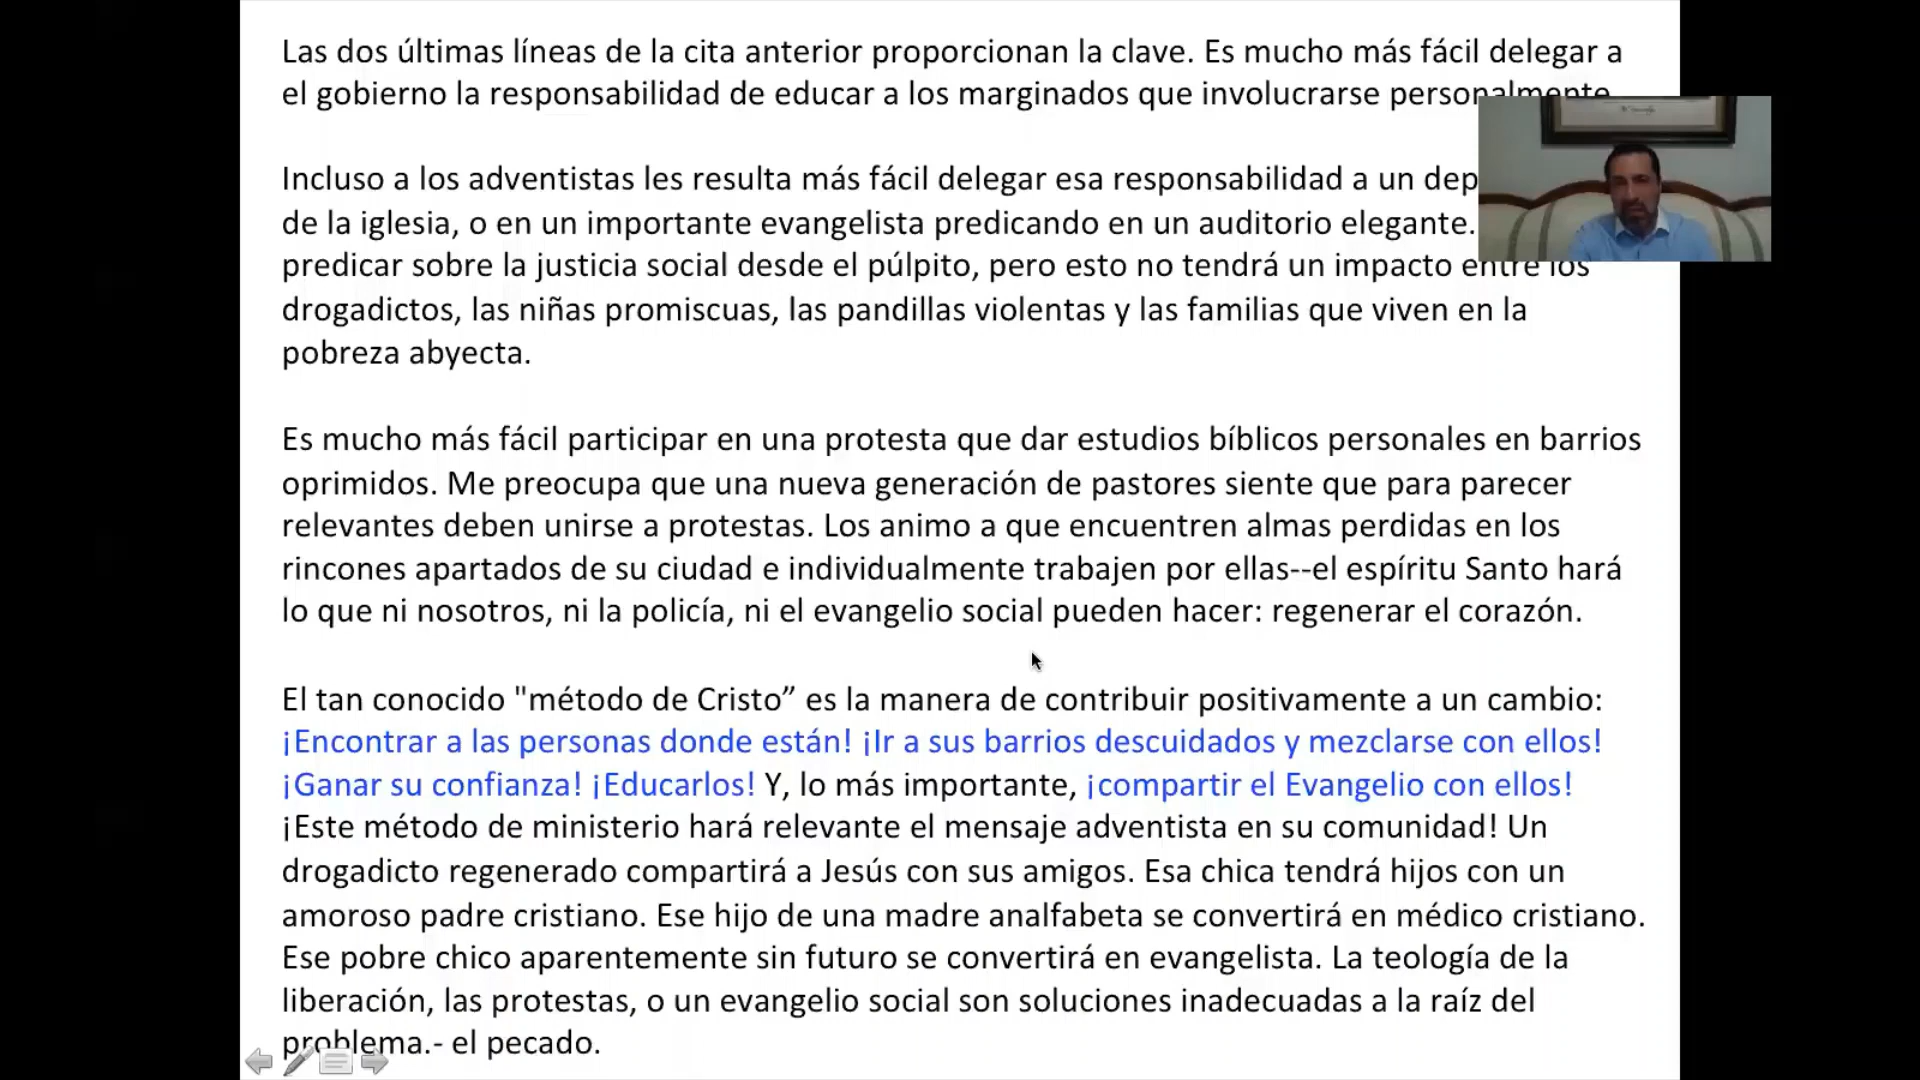 Las dos últimas líneas de la cita anterior proporcionan la clave. Es mucho más fácil delegar a
el gobierno la responsabilidad de educar a los marginados que involucrarse personalmente
Incluso a los adventistas les resulta más fácil delegar esa responsabilidad a un
de la iglesia, o en un importante evangelista predicando en un auditorio elegante.
predicar sobre la justicia social desde el púlpito, pero esto no tendrá un impacto entre los
drogadictos, las niñas promiscuas, las pandillas violentas y las familias que viven en la
pobreza abyecta.
Es mucho más fácil participar en una protesta que dar estudios bíblicos personales en barrios
oprimidos. Me preocupa que una nueva generación de pastores siente que para parecer
relevantes deben unirse a protestas. Los animo a que encuentren almas perdidas en los
rincones apartados de su ciudad e individualmente trabajen por ellas--el espíritu Santo hará
lo que ni nosotros, ni la policía, ni el evangelio social pueden hacer: regenerar el corazón.
El tan conocido "método de Cristo” es la manera de contribuir positivamente a un cambio:
¡Encontrar a las personas donde están! ¡Ir a sus barrios descuidados y mezclarse con ellos!
¡Ganar su confianza! ¡Educarlos! Y, lo más importante, ¡compartir el Evangelio con ellos!
¡Este método de ministerio hará relevante el mensaje adventista en su comunidad! Un
drogadicto regenerado compartirá a Jesús con sus amigos. Esa chica tendrá hijos con un
amoroso padre cristiano. Ese hijo de una madre analfabeta se convertirá en médico cristiano.
Ese pobre chico aparentemente sin futuro se convertirá en evangelista. La teología de la
liberación, las protestas, o un evangelio social son soluciones inadecuadas a la raíz del
problema.- el pecado.